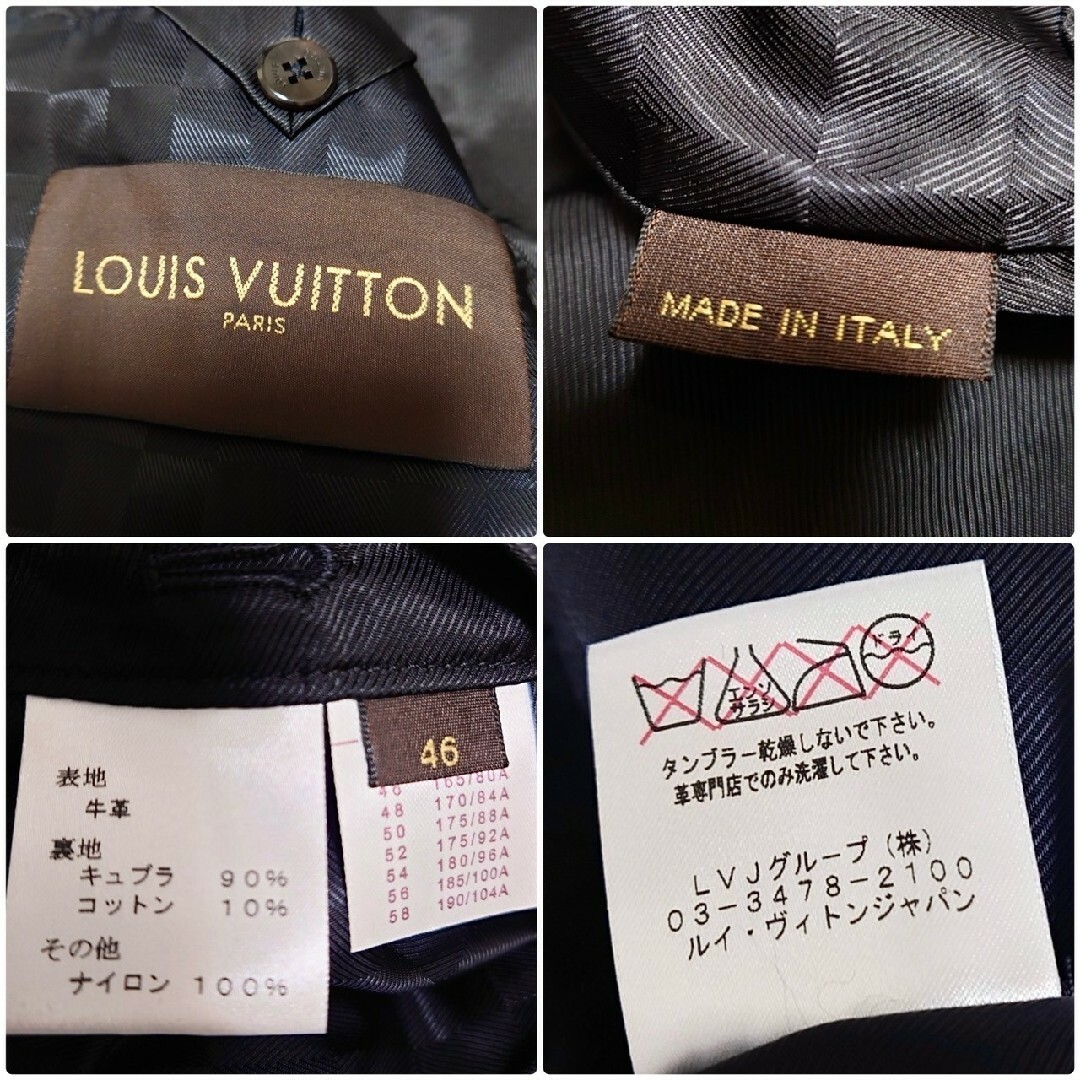 LOUIS VUITTON
PARIS
MADE IN ITALY
表地
牛革
裏地
キュプラ 90%
コットン 10%
その他
ナイロン 100%
46
46 165/80A
48 170/84A
50 175/88A
52 175/92A
54 180/96A
56 185/100A
58 190/104A
エンソ
サラシ
ドライ
タンブラー乾燥しないで下さい。
革専門店でのみ洗濯して下さい。
LVJグループ(株)
03-3478-2100
ルイ・ヴィトンジャパン